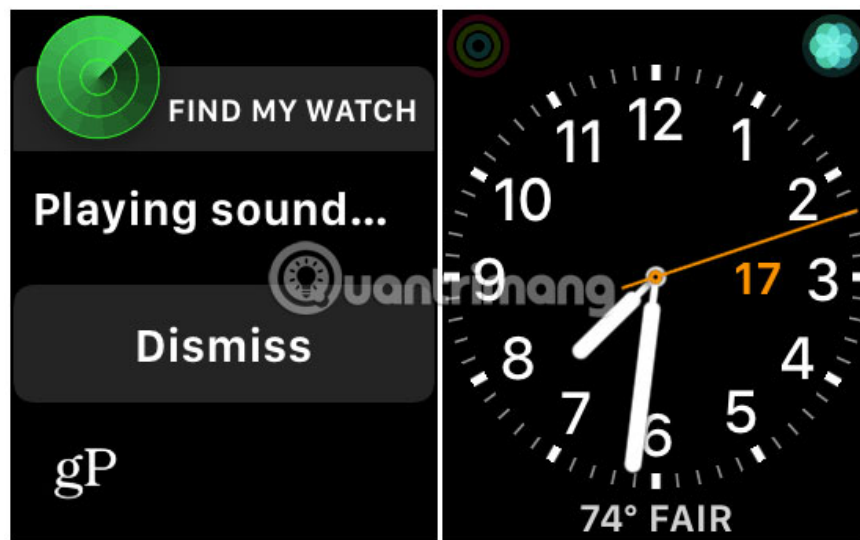 FIND MY WATCH
Playing sound...
Dismiss
gP
Quantrimang
12
1
2
3
4
5
6
7
8
9
10
11
17
74° FAIR